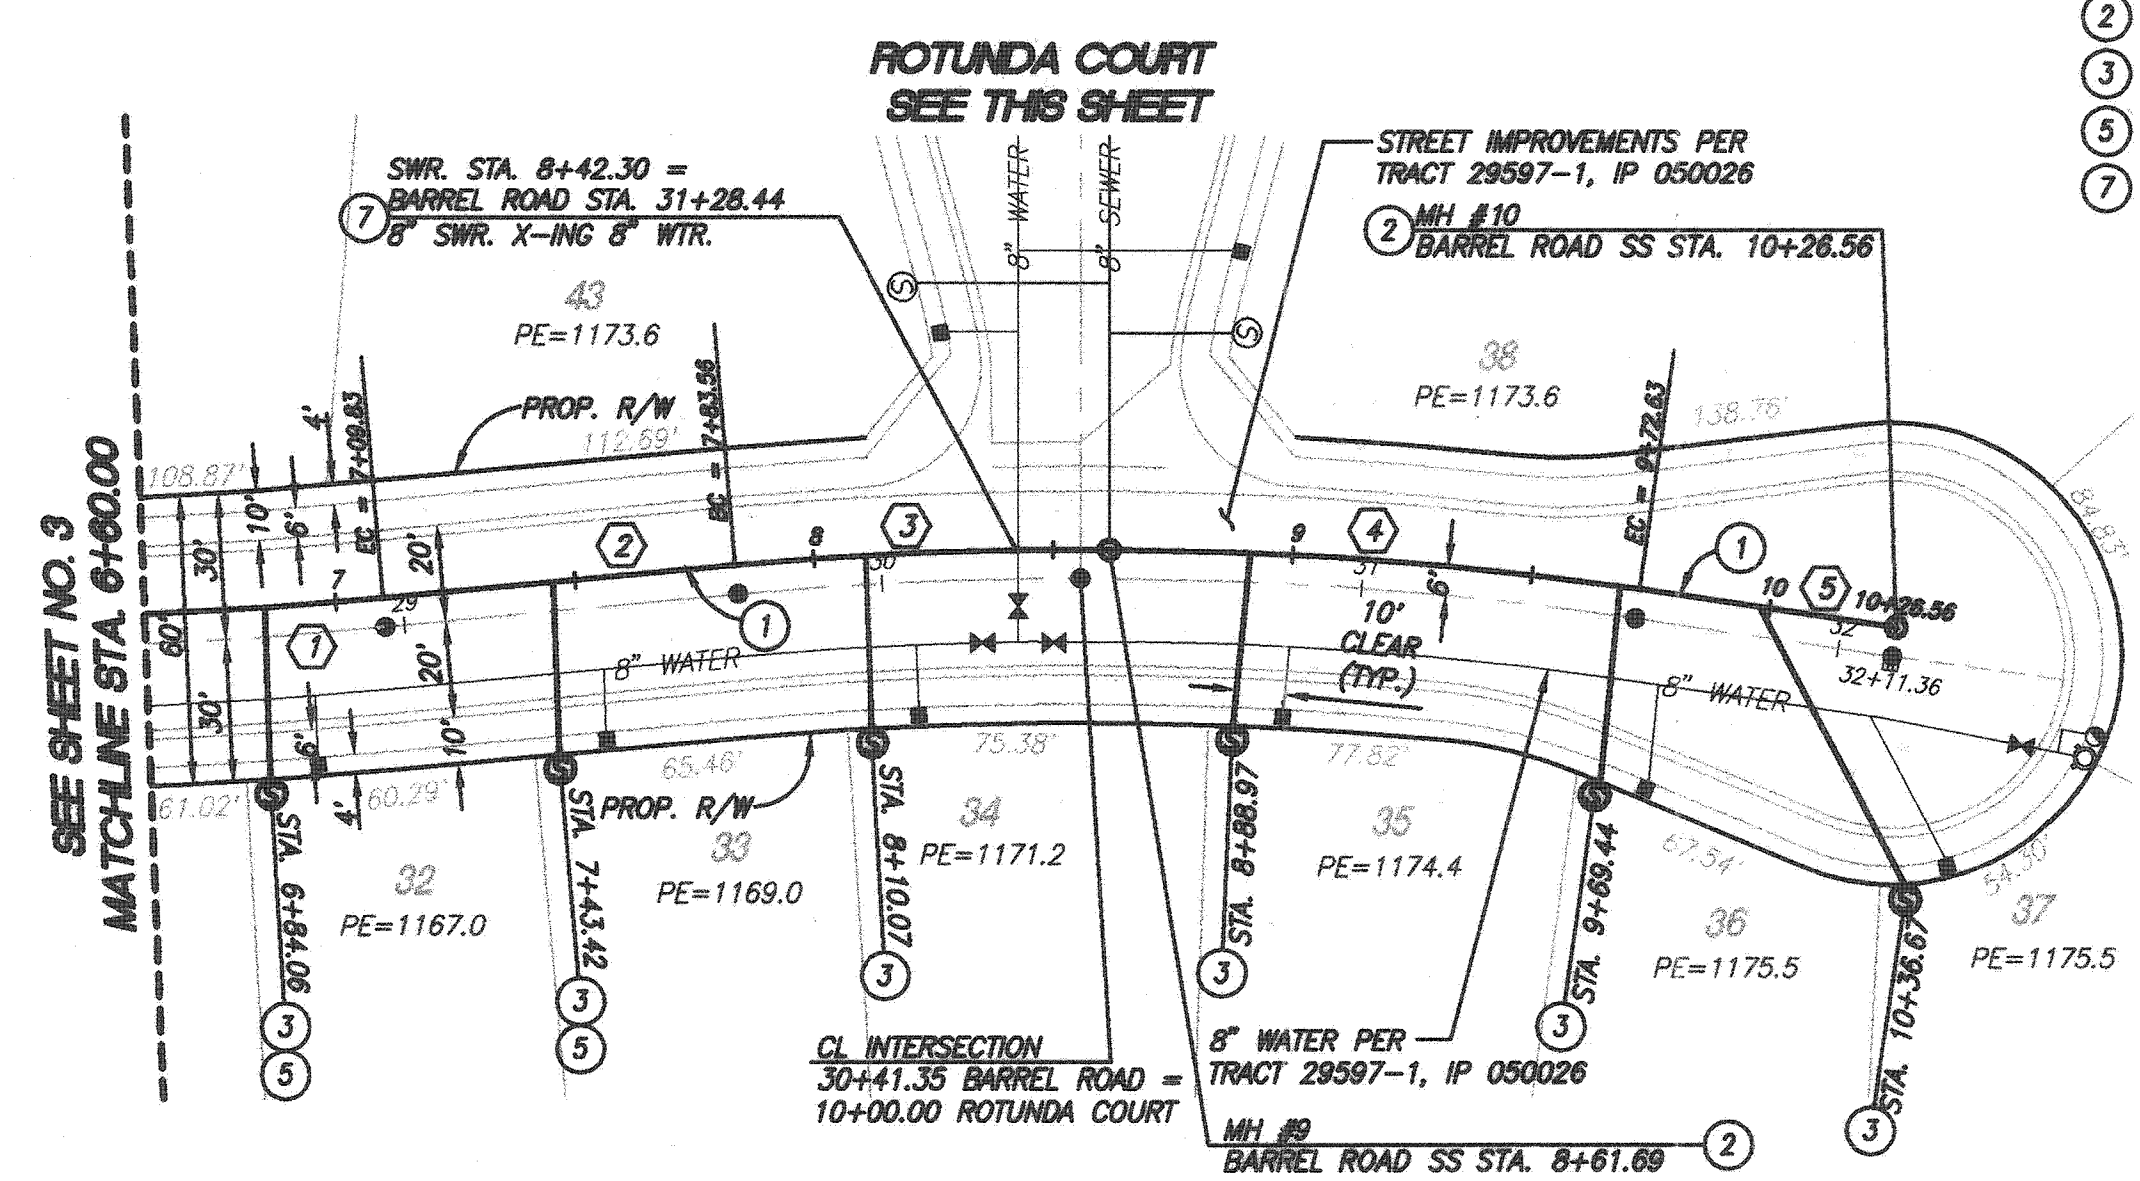 ROTUNDA COURT
SEE THIS SHEET
2
3
5
7
SWR. STA. 8+42.30 =
BARREL ROAD STA. 31+28.44
8" SWR. X-ING 8" WTR.
7
8" WATER
8" SEWER
S
S
STREET IMPROVEMENTS PER
TRACT 29597-1, IP 050026
2
MH #10
BARREL ROAD SS STA. 10+26.56
43
PE=1173.6
38
PE=1173.6
PROP. R/W
112.69'
108.87'
138.76'
84.83'
EC = 7+09.83
BC = 7+83.56
EC = 9+72.63
SEE SHEET NO. 3
MATCHLINE STA. 6+60.00
60'
30'
30'
10'
6'
4'
20'
20'
10'
9'
4'
7
8
9
10
29
30
31
32
1
2
3
4
5
1
1
10+26.56
32+11.36
6'
10'
CLEAR
(TYP.)
8" WATER
8" WATER
61.02'
60.29'
65.46'
75.38'
77.82'
67.54'
54.30'
PROP. R/W
32
PE=1167.0
33
PE=1169.0
34
PE=1171.2
35
PE=1174.4
36
PE=1175.5
37
PE=1175.5
STA. 6+84.06
3
5
STA. 7+43.42
3
5
STA. 8+10.07
3
STA. 8+88.97
3
STA. 9+69.44
3
STA. 10+36.67
3
CL INTERSECTION
30+41.35 BARREL ROAD =
10+00.00 ROTUNDA COURT
8" WATER PER
TRACT 29597-1, IP 050026
MH #9
BARREL ROAD SS STA. 8+61.69
2